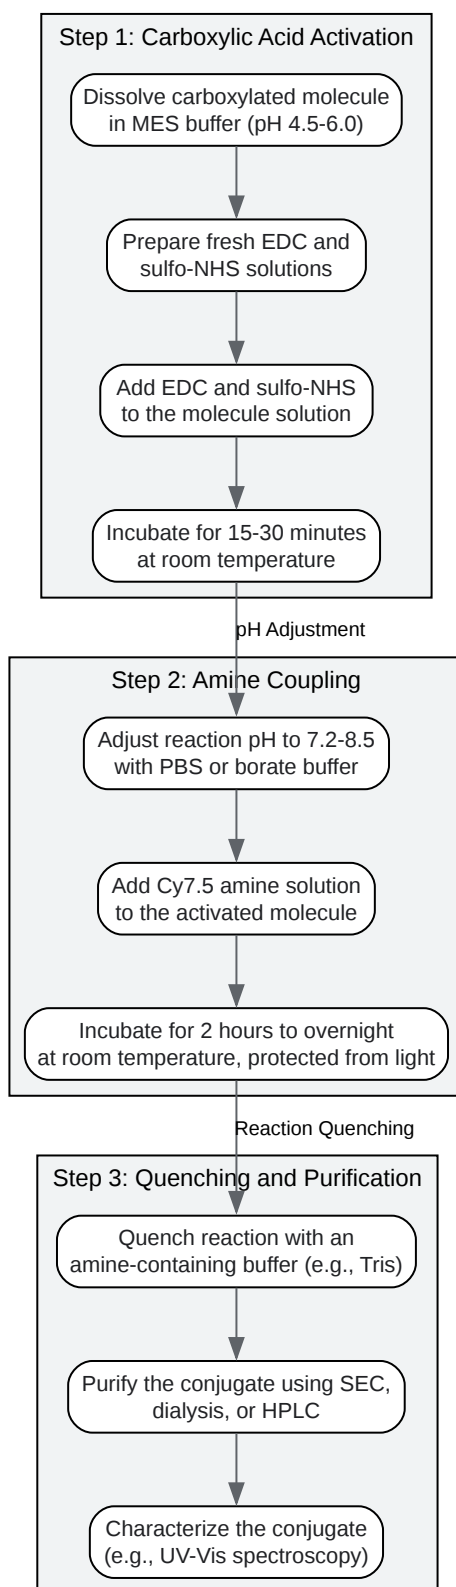 Step 1: Carboxylic Acid Activation
Dissolve carboxylated molecule
in MES buffer (pH 4.5-6.0)
Prepare fresh EDC and
sulfo-NHS solutions
Add EDC and sulfo-NHS
to the molecule solution
Incubate for 15-30 minutes
at room temperature
pH Adjustment
Step 2: Amine Coupling
Adjust reaction pH to 7.2-8.5
with PBS or borate buffer
Add Cy7.5 amine solution
to the activated molecule
Incubate for 2 hours to overnight
at room temperature, protected from light
Reaction Quenching
Step 3: Quenching and Purification
Quench reaction with an
amine-containing buffer (e.g., Tris)
Purify the conjugate using SEC,
dialysis, or HPLC
Characterize the conjugate
(e.g., UV-Vis spectroscopy)